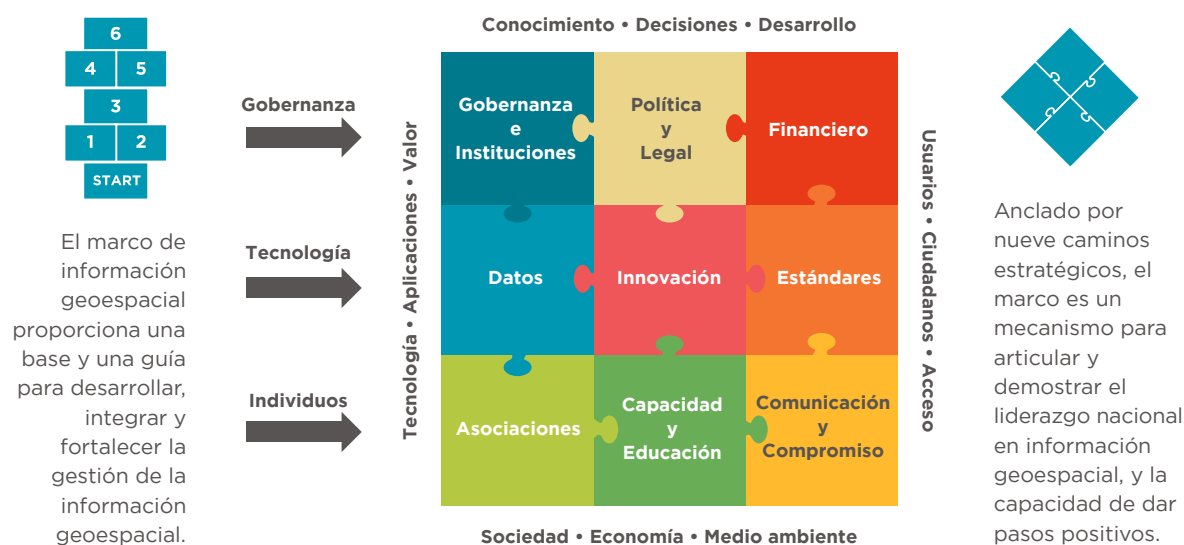 6
4 5
3
1 2
START
El marco de
información
geoespacial
proporciona una
base y una guía
para desarrollar,
integrar y
fortalecer la
gestión de la
información
geoespacial.
Gobernanza
Tecnología
Individuos
Conocimiento • Decisiones • Desarrollo
Tecnología • Aplicaciones • Valor
Gobernanza
e
Instituciones
Política
y
Legal
Financiero
Datos
Innovación
Estándares
Asociaciones
Capacidad
y
Educación
Comunicación
y
Compromiso
Usuarios • Ciudadanos • Acceso
Sociedad • Economía • Medio ambiente
Anclado por
nueve caminos
estratégicos, el
marco es un
mecanismo para
articular y
demostrar el
liderazgo nacional
en información
geoespacial, y la
capacidad de dar
pasos positivos.